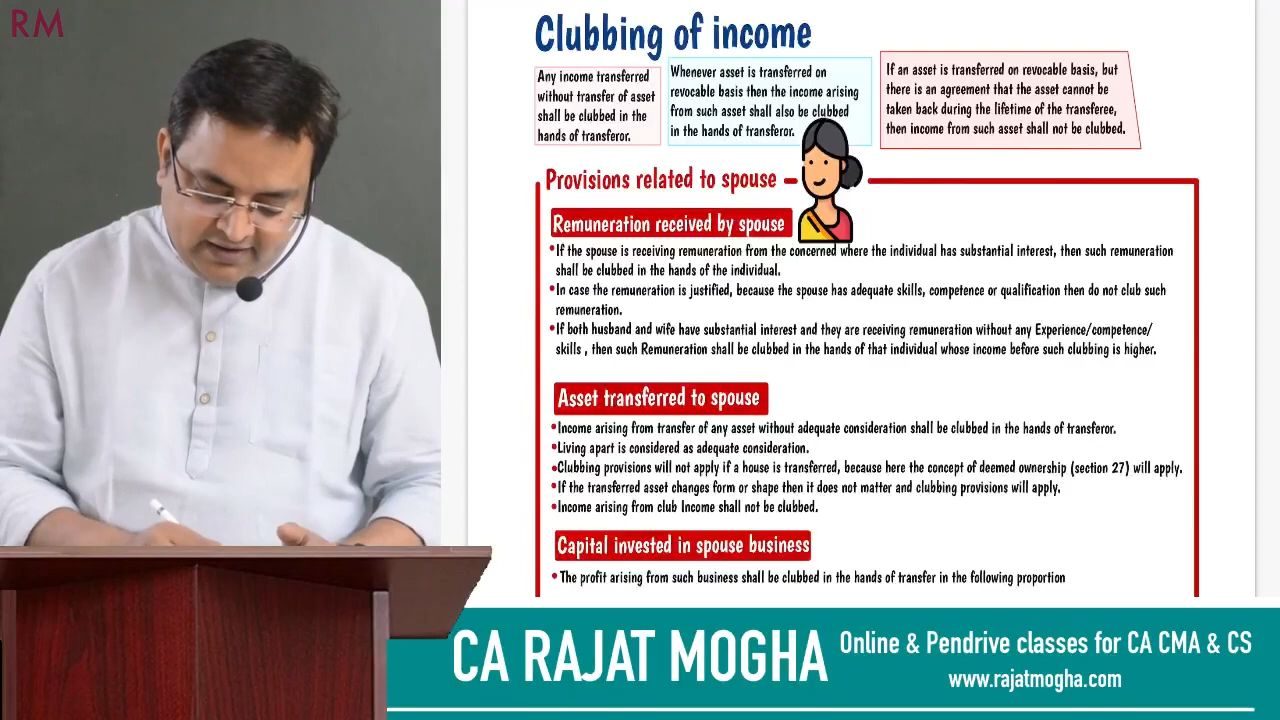 RM
Clubbing of income
Any income transferred
without transfer of asset
shall be clubbed in the
hands of transferor.
Whenever asset is transferred on
revocable basis then the income arising
from such asset shall also be clubbed
in the hands of transferor.
If an asset is transferred on revocable basis, but
there is an agreement that the asset cannot be
taken back during the lifetime of the transferee,
then income from such asset shall not be clubbed.
Provisions related to spouse
Remuneration received by spouse
•If the spouse is receiving remuneration from the concerned where the individual has substantial interest, then such remuneration
shall be clubbed in the hands of the individual.
•In case the remuneration is justified, because the spouse has adequate skills, competence or qualification then do not club such
remuneration.
•If both husband and wife have substantial interest and they are receiving remuneration without any Experience/competence/
skills , then such Remuneration shall be clubbed in the hands of that individual whose income before such clubbing is higher.
Asset transferred to spouse
•Income arising from transfer of any asset without adequate consideration shall be clubbed in the hands of transferor.
•Living apart is considered as adequate consideration.
•Clubbing provisions will not apply if a house is transferred, because here the concept of deemed ownership (section 27) will apply.
•If the transferred asset changes form or shape then it does not matter and clubbing provisions will apply.
•Income arising from club Income shall not be clubbed.
Capital invested in spouse business
• The profit arising from such business shall be clubbed in the hands of transfer in the following proportion
CA RAJAT MOGHA
Online & Pendrive classes for CA CMA & CS
www.rajatmogha.com